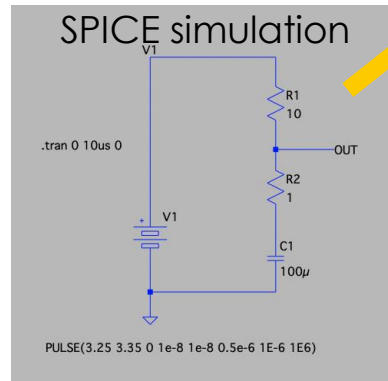 SPICE simulation
V1
R1
10
.tran 0 10us 0
OUT
R2
1
+
V1
C1
100µ
PULSE(3.25 3.35 0 1e-8 1e-8 0.5e-6 1E-6 1E6)